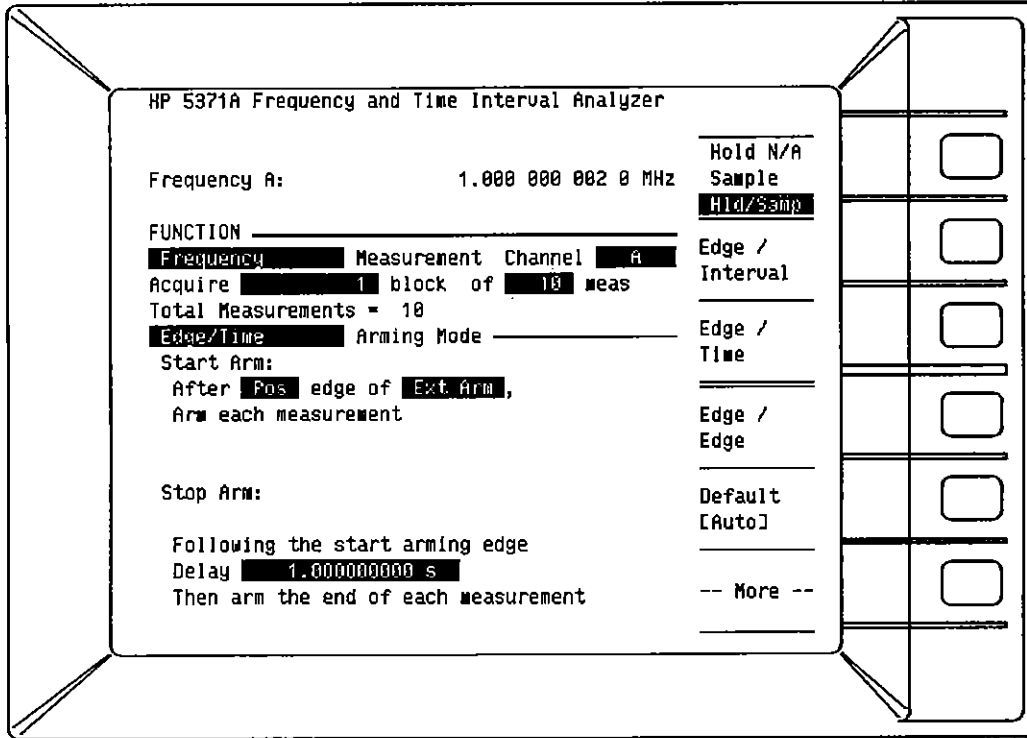 HP 5371A Frequency and Time Interval Analyzer
Frequency A: 1.000 000 002 0 MHz
FUNCTION
Frequency Measurement Channel A
Acquire 1 block of 10 meas
Total Measurements = 10
Edge/Time Arming Mode
Start Arm:
After Pos edge of Ext Arm,
Arm each measurement
Stop Arm:
Following the start arming edge
Delay 1.000000000 s
Then arm the end of each measurement
Hold N/A
Sample
Hld/Samp
Edge /
Interval
Edge /
Time
Edge /
Edge
Default
[Auto]
-- More --